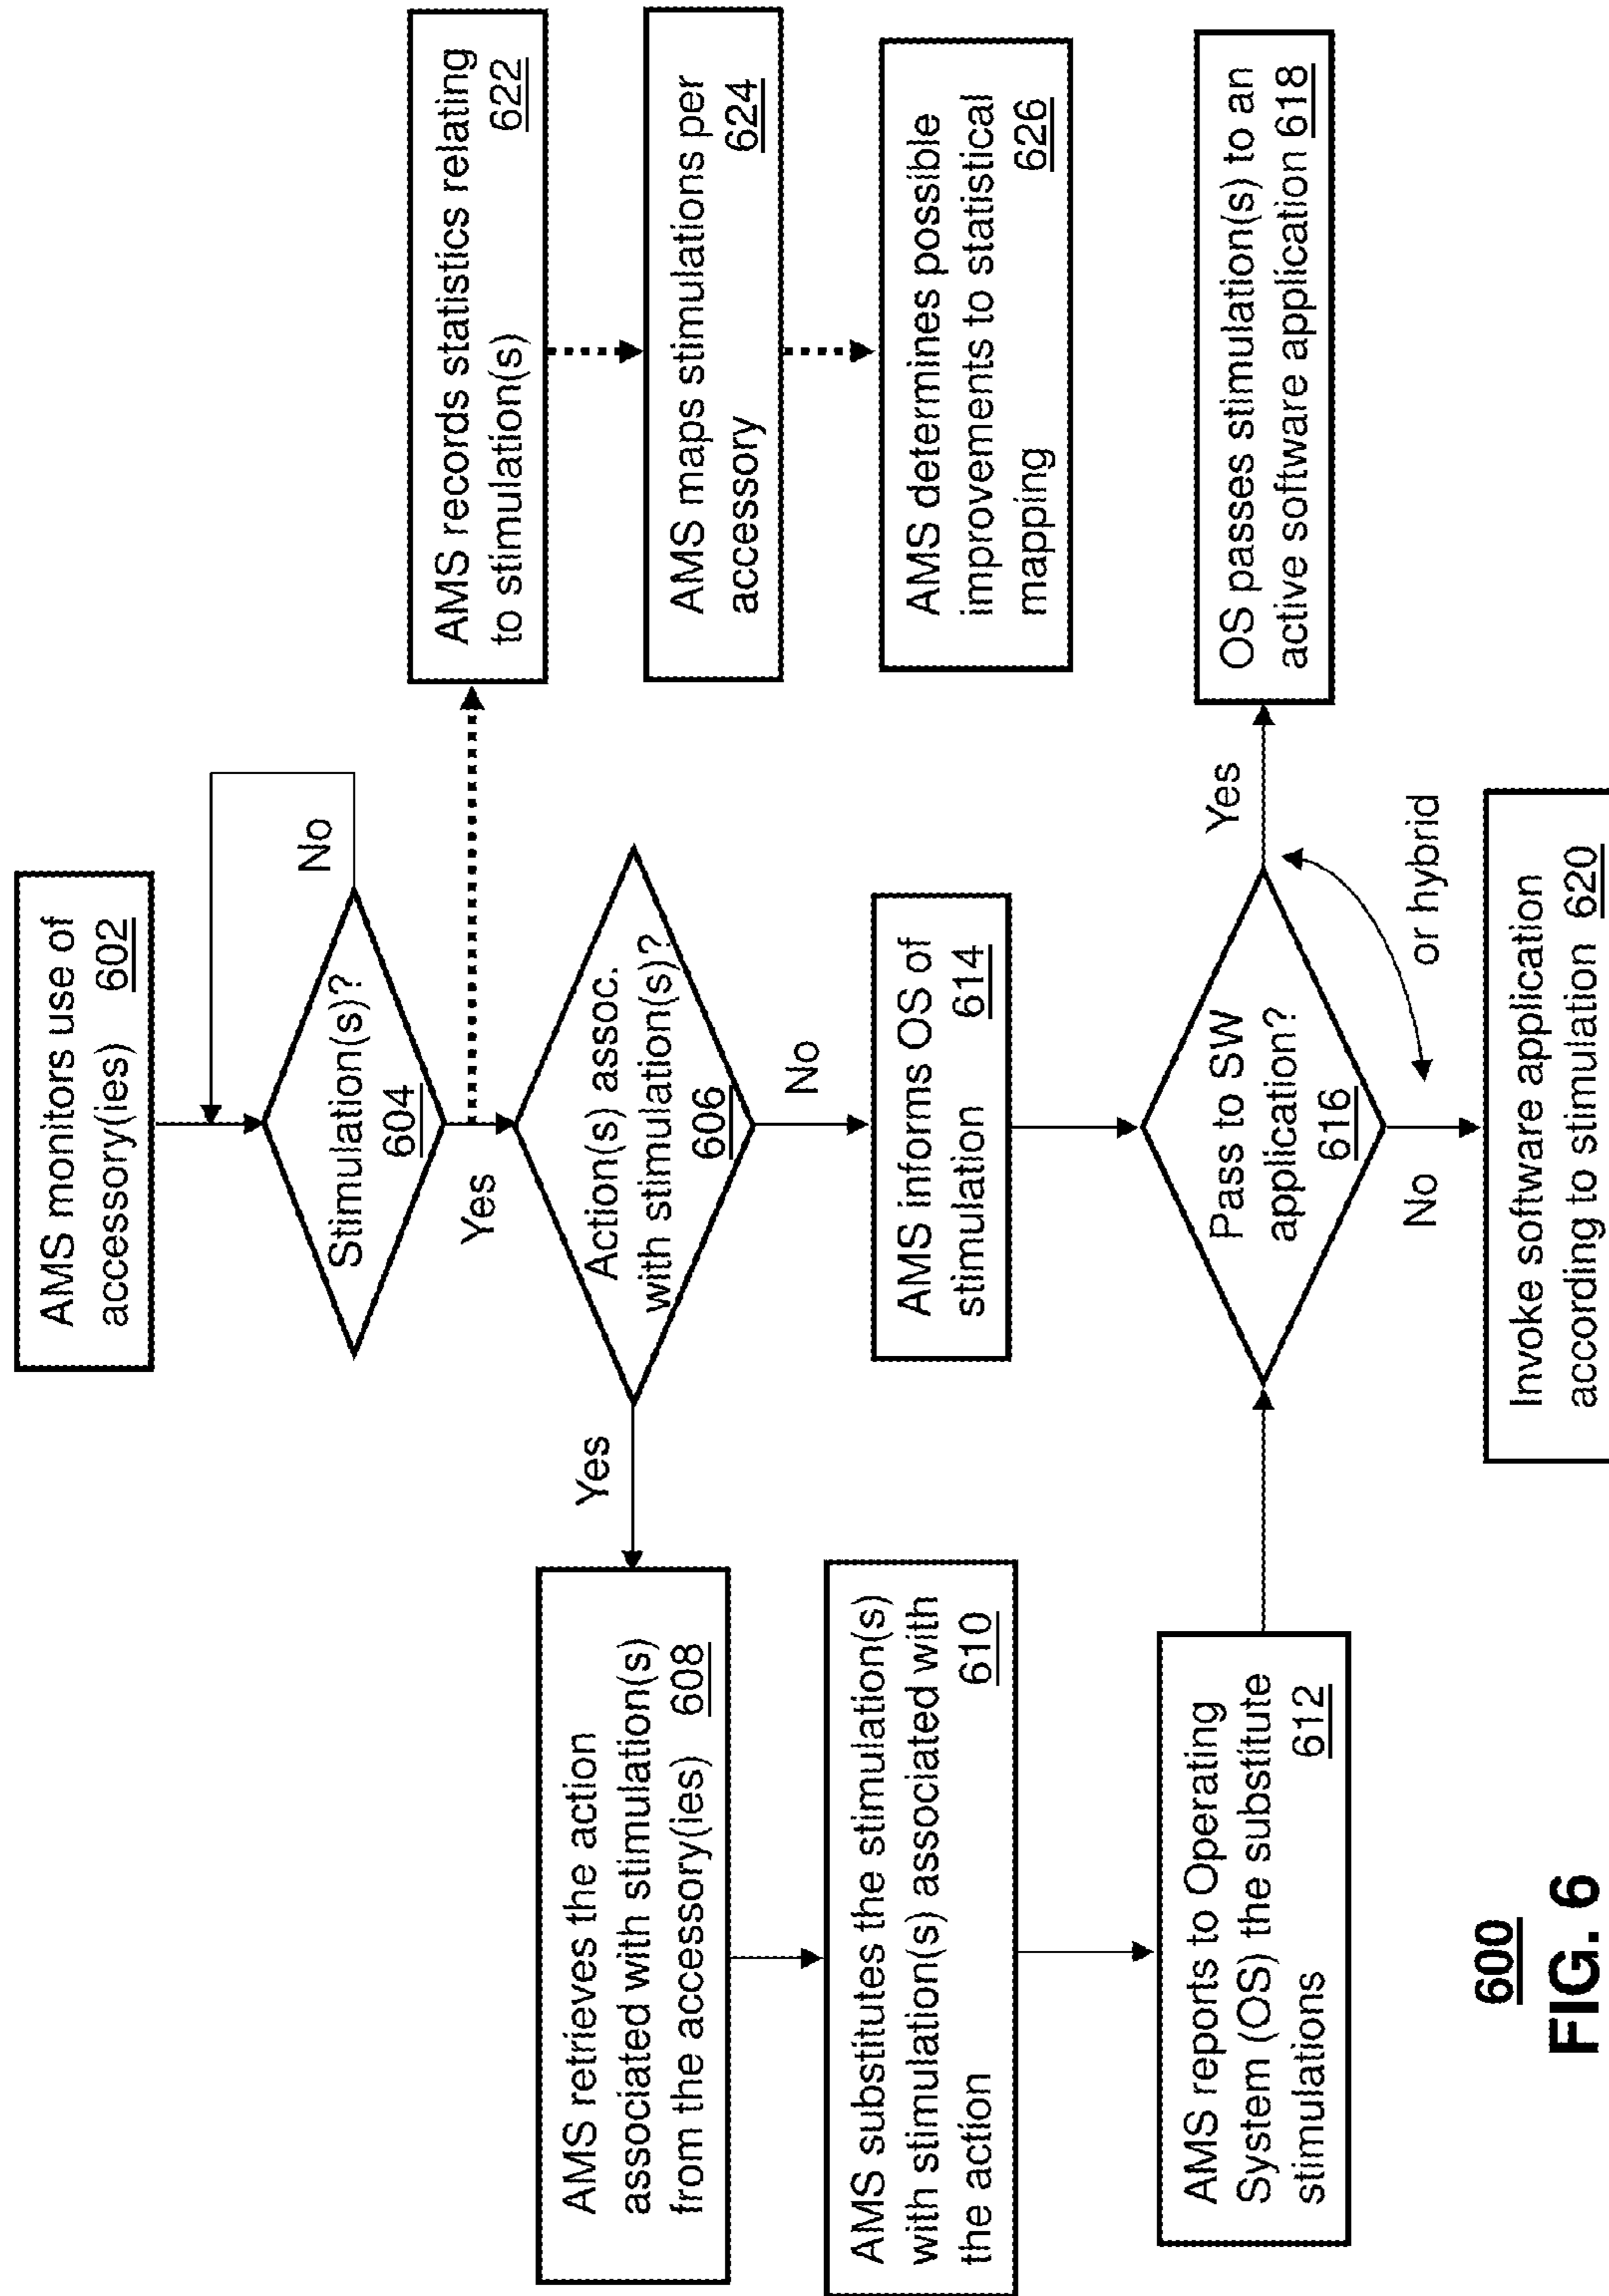 AMS monitors use of
accessory(ies) 602
No
Stimulation(s)?
604
Yes
AMS records statistics relating
to stimulation(s) 622
AMS maps stimulations per
accessory 624
AMS determines possible
improvements to statistical
mapping 626
Action(s) assoc.
with stimulation(s)?
606
Yes
No
AMS retrieves the action
associated with stimulation(s)
from the accessory(ies) 608
AMS substitutes the stimulation(s)
with stimulation(s) associated with
the action 610
AMS reports to Operating
System (OS) the substitute
stimulations 612
AMS informs OS of
stimulation 614
Pass to SW
application?
616
Yes
or hybrid
No
OS passes stimulation(s) to an
active software application 618
Invoke software application
according to stimulation 620
600
FIG. 6